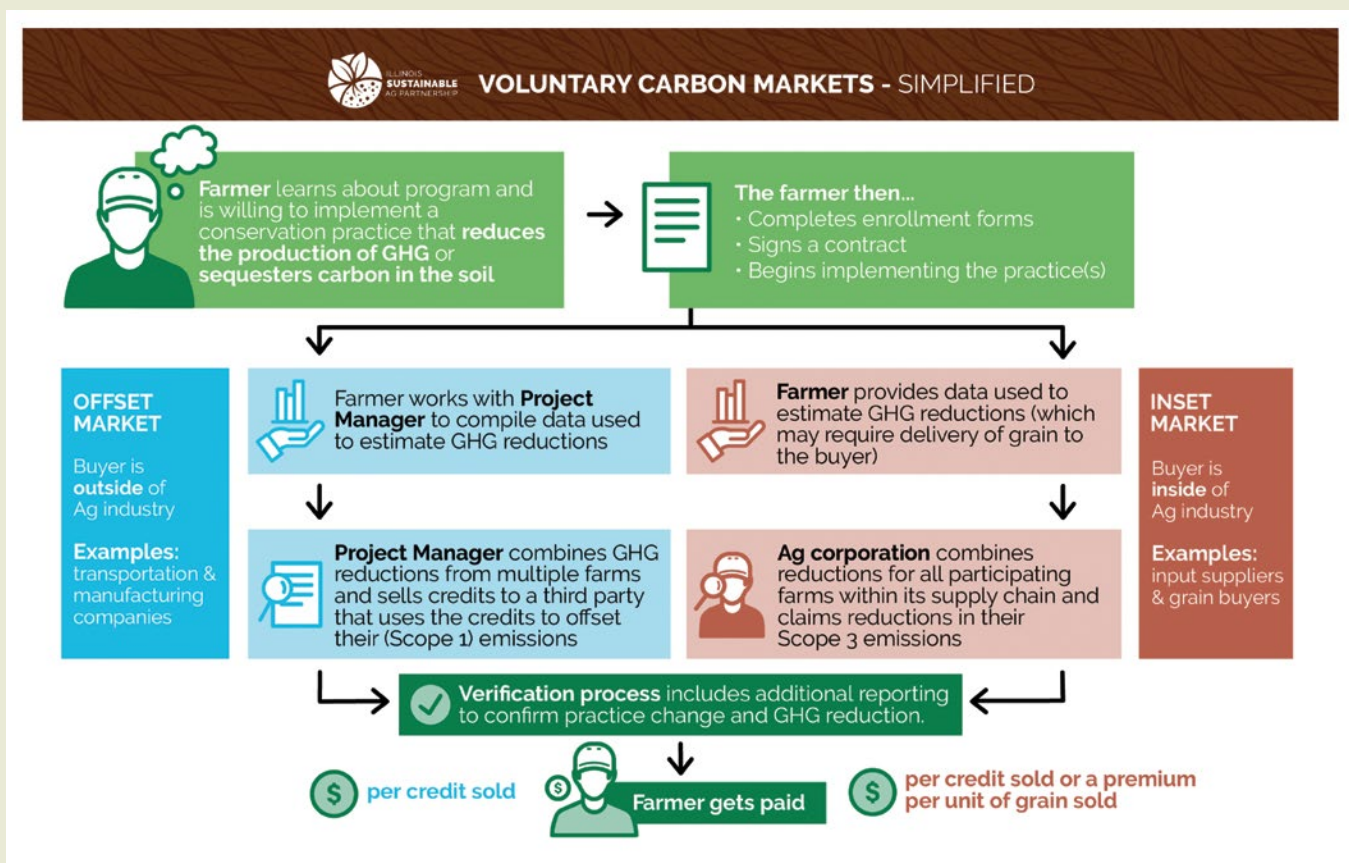 ILLINOIS
SUSTAINABLE
AG PARTNERSHIP
VOLUNTARY CARBON MARKETS - SIMPLIFIED
Farmer learns about program and
is willing to implement a
conservation practice that reduces
the production of GHG or
sequesters carbon in the soil
The farmer then...
• Completes enrollment forms
• Signs a contract
• Begins implementing the practice(s)
OFFSET
MARKET
Buyer is
outside of
Ag industry
Examples:
transportation &
manufacturing
companies
Farmer works with Project
Manager to compile data used
to estimate GHG reductions
Project Manager combines GHG
reductions from multiple farms
and sells credits to a third party
that uses the credits to offset
their (Scope 1) emissions
Farmer provides data used to
estimate GHG reductions (which
may require delivery of grain to
the buyer)
Ag corporation combines
reductions for all participating
farms within its supply chain and
claims reductions in their
Scope 3 emissions
INSET
MARKET
Buyer is
inside of
Ag industry
Examples:
input suppliers
& grain buyers
Verification process includes additional reporting
to confirm practice change and GHG reduction.
$ per credit sold
$
Farmer gets paid
$ per credit sold or a premium
per unit of grain sold